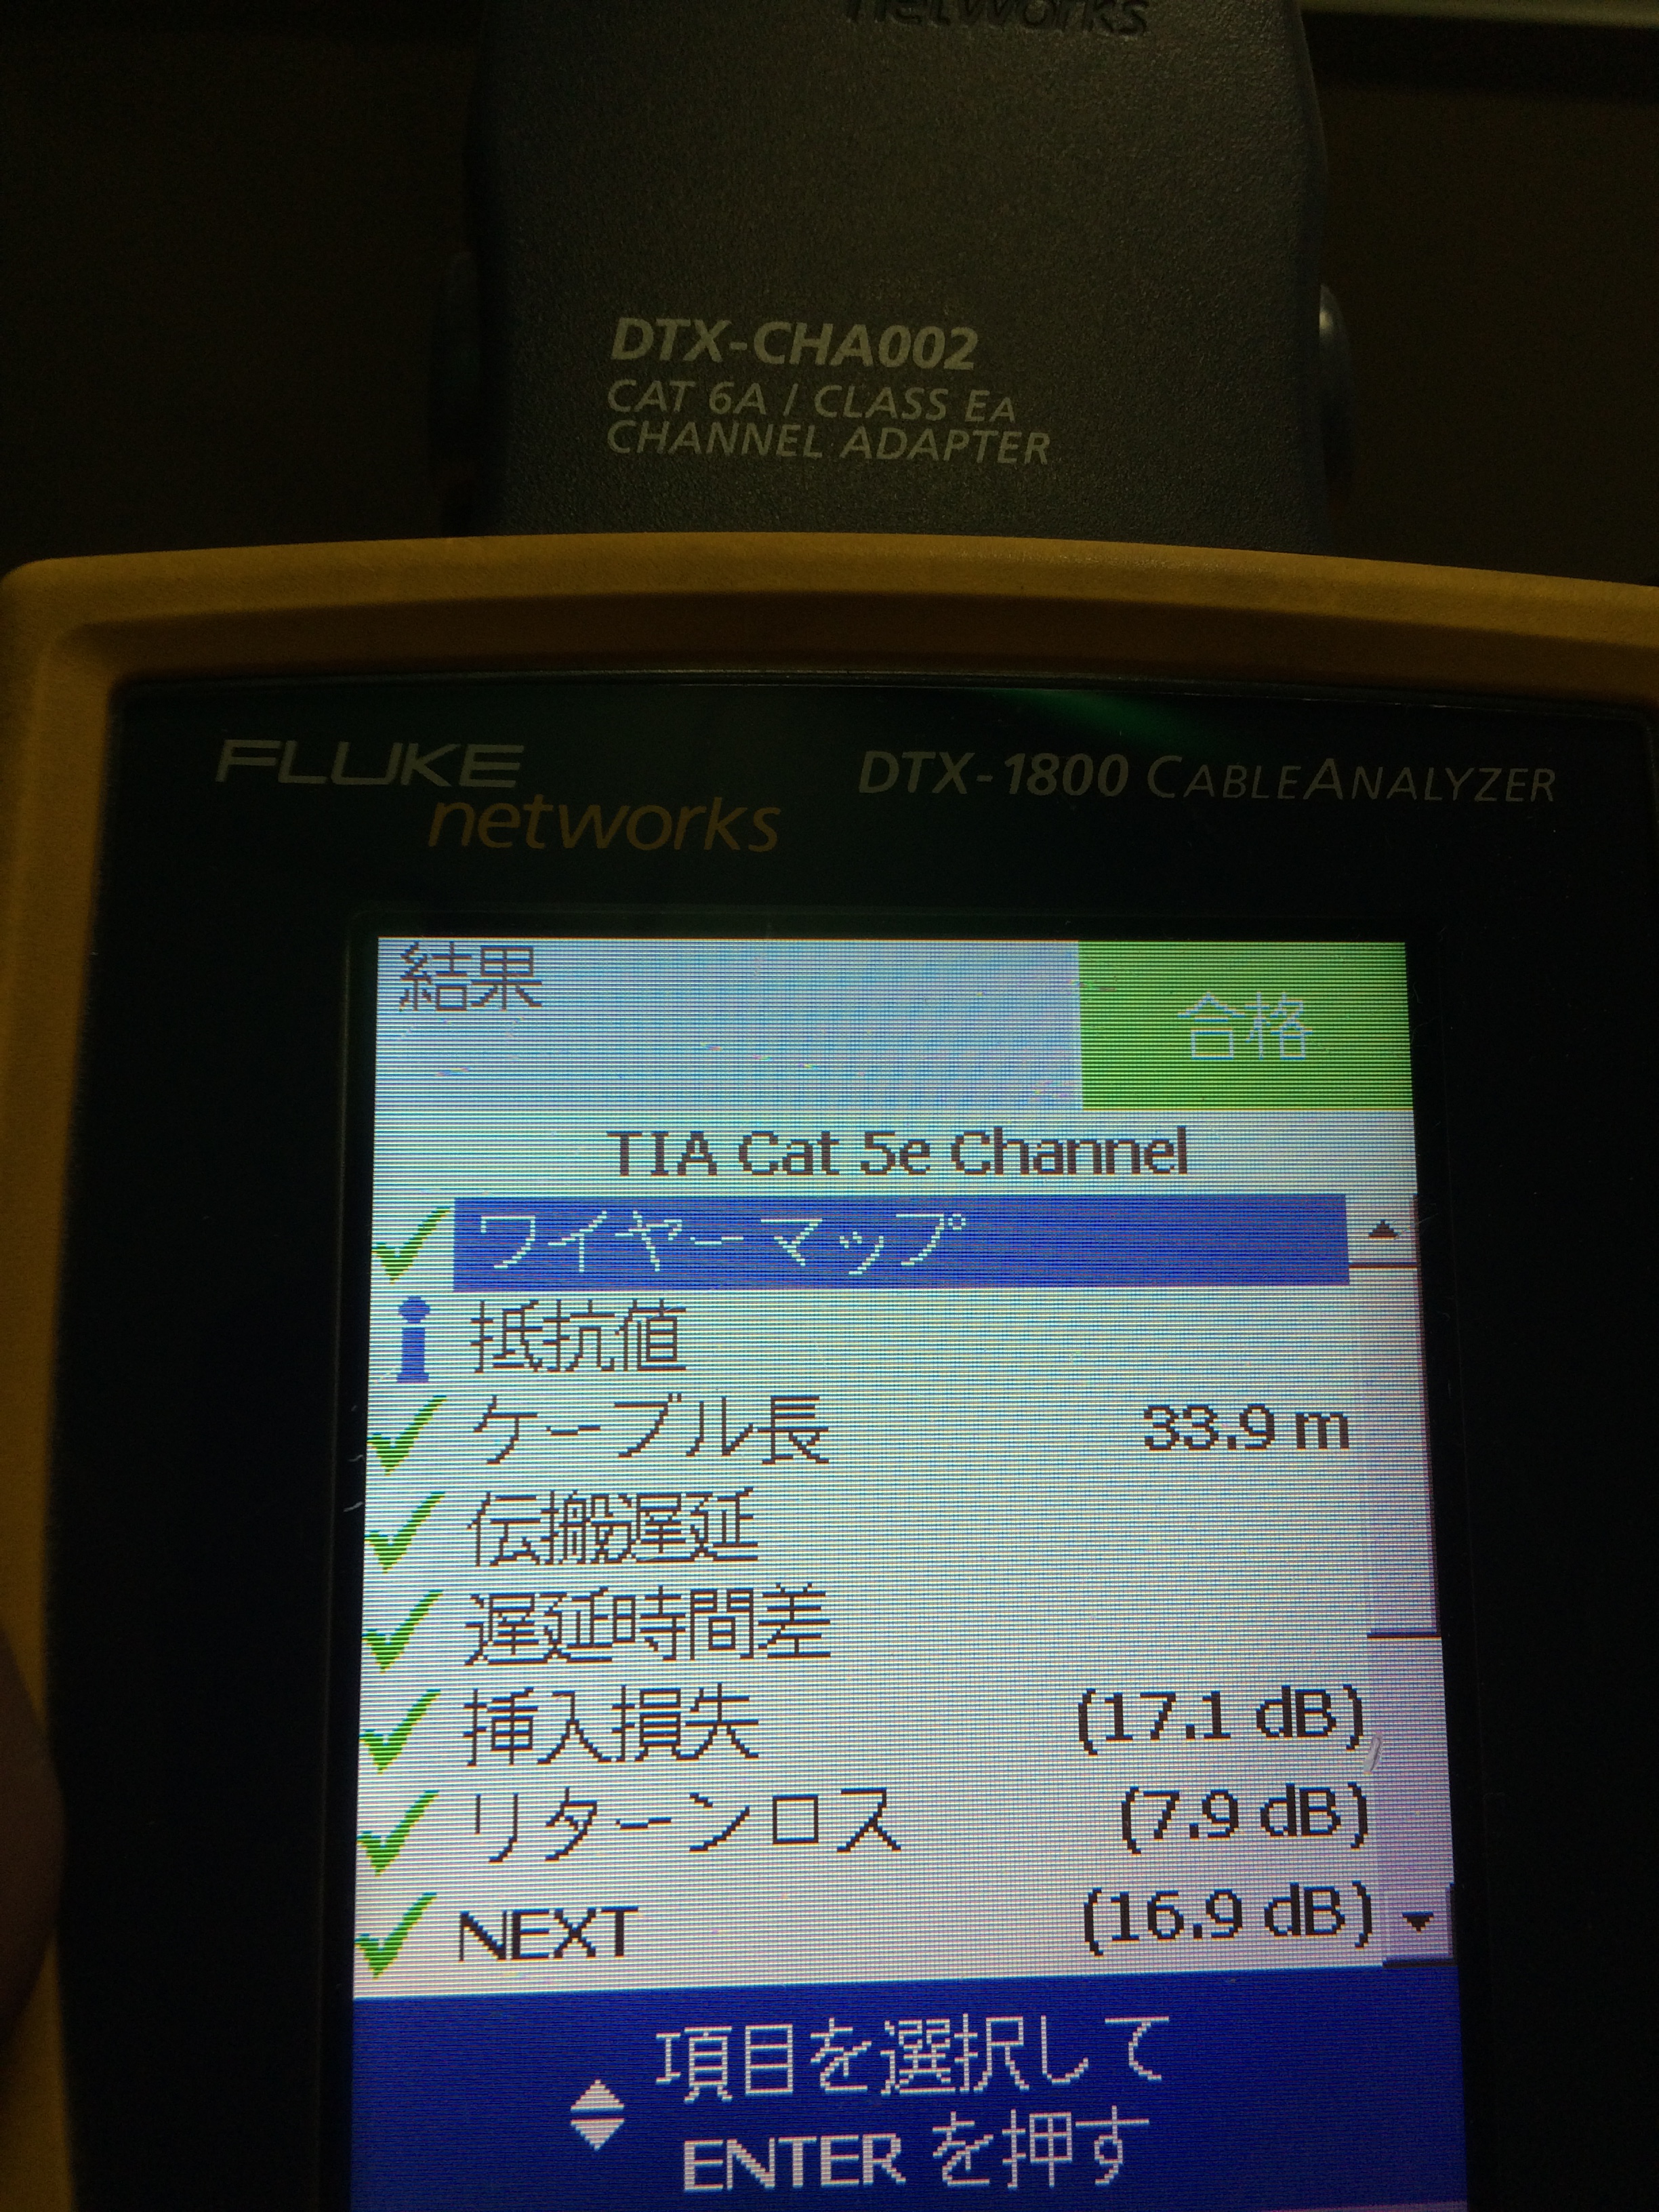 networks
DTX-CHA002
CAT 6A / CLASS EA
CHANNEL ADAPTER
FLUKE
networks
DTX-1800 CABLEANALYZER
結果
合格
TIA Cat 5e Channel
ワイヤーマップ
抵抗値
ケーブル長 33.9 m
伝搬遅延
遅延時間差
挿入損失 (17.1 dB)
リターンロス (7.9 dB)
NEXT (16.9 dB)
項目を選択して
ENTER を押す